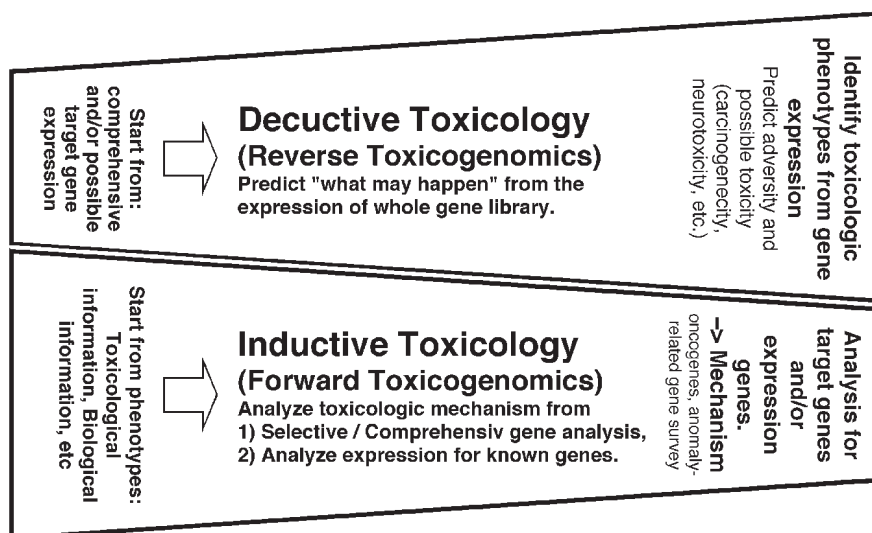 Start from:
comprehensive
and/or possible
target gene
expression
Decuctive Toxicology
(Reverse Toxicogenomics)
Predict "what may happen" from the
expression of whole gene library.
Identify toxicologic
phenotypes from gene
expression
Predict adversity and
possible toxicity
(carcinogenecity,
neurotoxicity, etc.)
Start from phenotypes:
Toxicological
information, Biological
information, etc
Inductive Toxicology
(Forward Toxicogenomics)
Analyze toxicologic mechanism from
1) Selective / Comprehensiv gene analysis,
2) Analyze expression for known genes.
Analysis for
target genes
and/or
expression
genes.
–> Mechanism
oncogenes, anomaly-
related gene survey